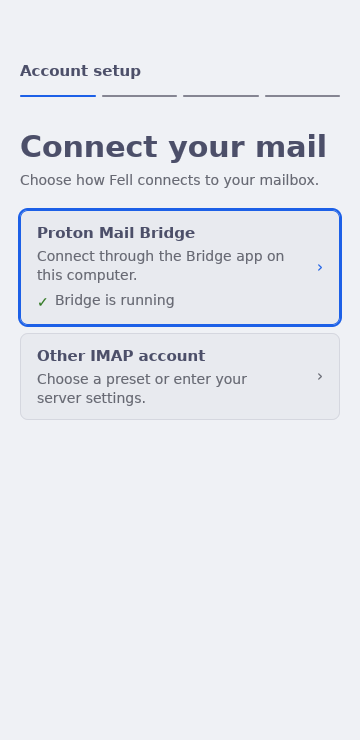 Account setup
Connect your mail
Choose how Fell connects to your mailbox.
Proton Mail Bridge
Connect through the Bridge app on
this computer.
✓ Bridge is running
›
Other IMAP account
Choose a preset or enter your
server settings.
›